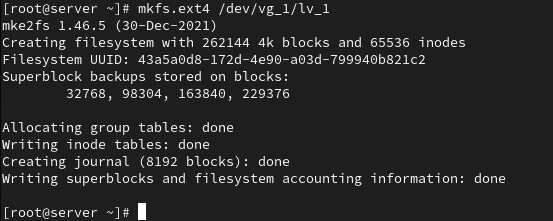 [root@server ~]# mkfs.ext4 /dev/vg_1/lv_1
mke2fs 1.46.5 (30-Dec-2021)
Creating filesystem with 262144 4k blocks and 65536 inodes
Filesystem UUID: 43a5a0d8-172d-4e90-a03d-799940b821c2
Superblock backups stored on blocks:
        32768, 98304, 163840, 229376

Allocating group tables: done
Writing inode tables: done
Creating journal (8192 blocks): done
Writing superblocks and filesystem accounting information: done

[root@server ~]#